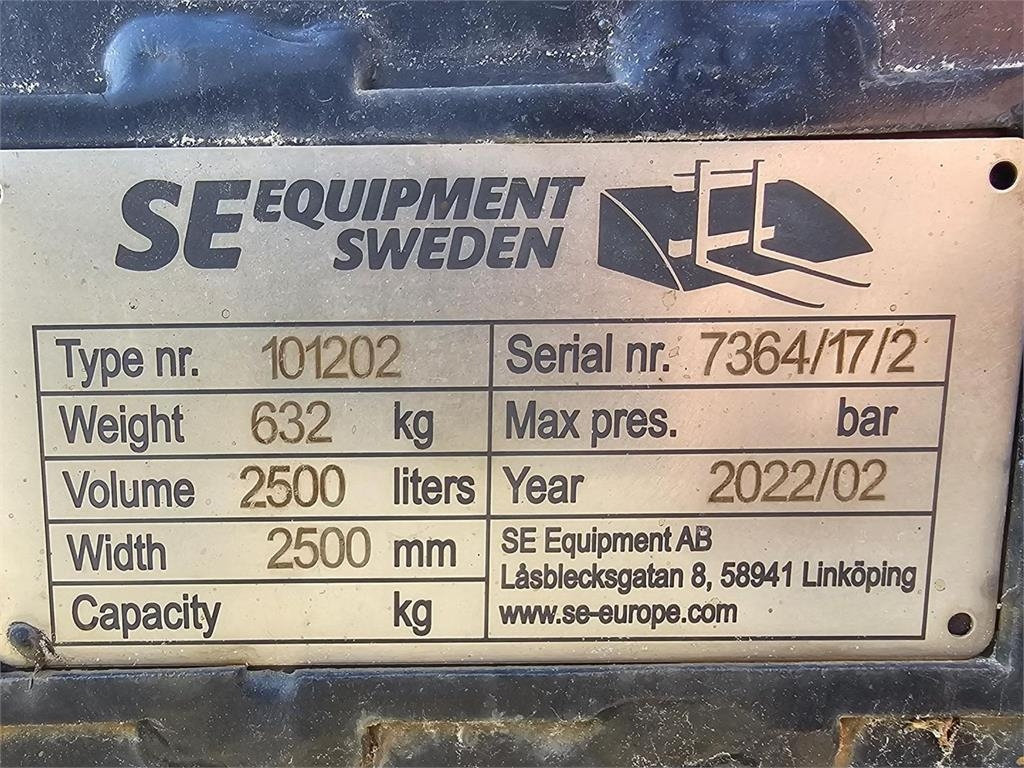 SE EQUIPMENT
SWEDEN
Type nr. 101202
Serial nr. 7364/17/2
Weight 632 kg
Max pres. bar
Volume 2500 liters
Year 2022/02
Width 2500 mm
SE Equipment AB
Låsblecksgatan 8, 58941 Linköping
www.se-europe.com
Capacity kg